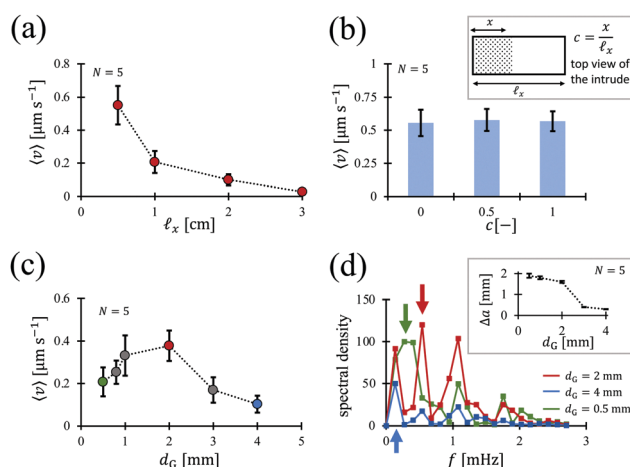 (a)
N = 5
0.8
0.6
0.4
0.2
0
⟨v⟩ [μm s⁻¹]
0 1 2 3
ℓx [cm]
(b)
N = 5
1
0.75
0.5
0.25
0
⟨v⟩ [μm s⁻¹]
0 0.5 1
c[−]
x
c = x/ℓx
top view of
the intrude
ℓx
(c)
N = 5
0.6
0.4
0.2
0
⟨v⟩ [μm s⁻¹]
0 1 2 3 4 5
dG[mm]
(d)
150
100
50
0
spectral density
0 1 2 3
f [mHz]
N = 5
2
1
0
Δa [mm]
0 2 4
dG [mm]
dG = 2 mm
dG = 4 mm
dG = 0.5 mm